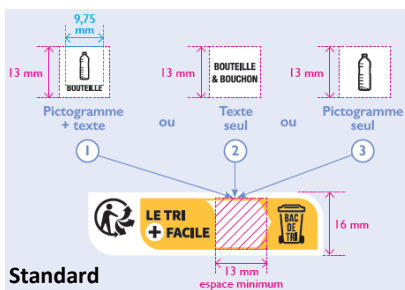 9,75
mm
13 mm
BOUTEILLE
13 mm
BOUTEILLE
& BOUCHON
13 mm
Pictogramme
+ texte
ou
Texte
seul
ou
Pictogramme
seul
1
2
3
LE TRI
+ FACILE
BAC
DE
TRI
16 mm
13 mm
espace minimum
Standard